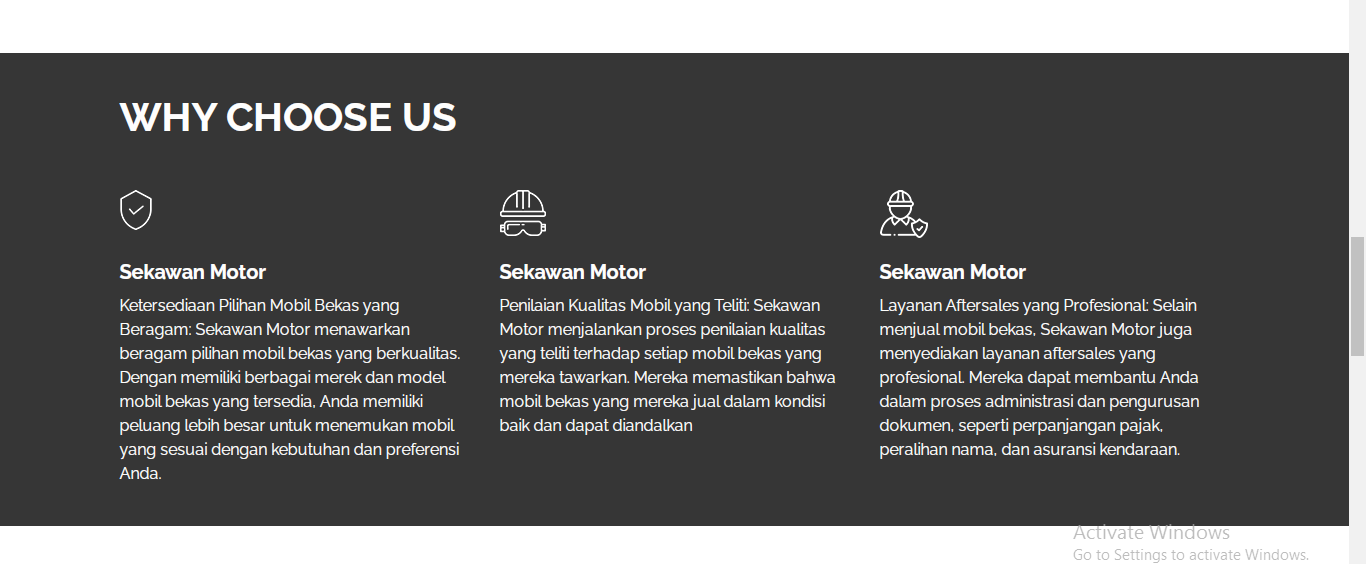 WHY CHOOSE US
Sekawan Motor
Ketersediaan Pilihan Mobil Bekas yang
Beragam: Sekawan Motor menawarkan
beragam pilihan mobil bekas yang berkualitas.
Dengan memiliki berbagai merek dan model
mobil bekas yang tersedia, Anda memiliki
peluang lebih besar untuk menemukan mobil
yang sesuai dengan kebutuhan dan preferensi
Anda.
Sekawan Motor
Penilaian Kualitas Mobil yang Teliti: Sekawan
Motor menjalankan proses penilaian kualitas
yang teliti terhadap setiap mobil bekas yang
mereka tawarkan. Mereka memastikan bahwa
mobil bekas yang mereka jual dalam kondisi
baik dan dapat diandalkan
Sekawan Motor
Layanan Aftersales yang Profesional: Selain
menjual mobil bekas, Sekawan Motor juga
menyediakan layanan aftersales yang
profesional. Mereka dapat membantu Anda
dalam proses administrasi dan pengurusan
dokumen, seperti perpanjangan pajak,
peralihan nama, dan asuransi kendaraan.
Activate Windows
Go to Settings to activate Windows.